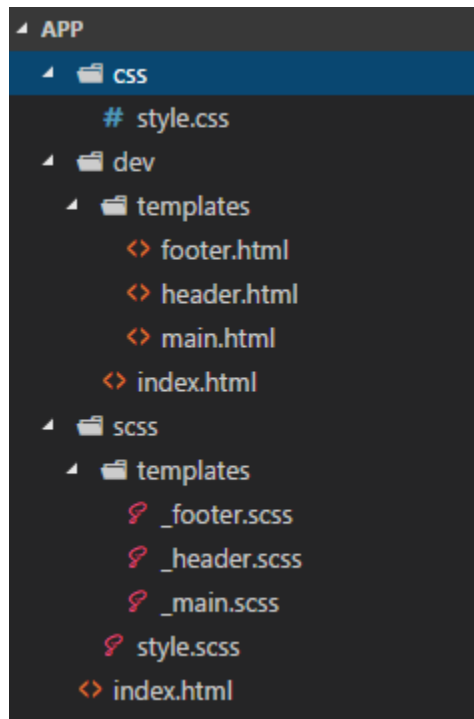 APP
css
# style.css
dev
templates
<> footer.html
<> header.html
<> main.html
<> index.html
scss
templates
_footer.scss
_header.scss
_main.scss
style.scss
<> index.html